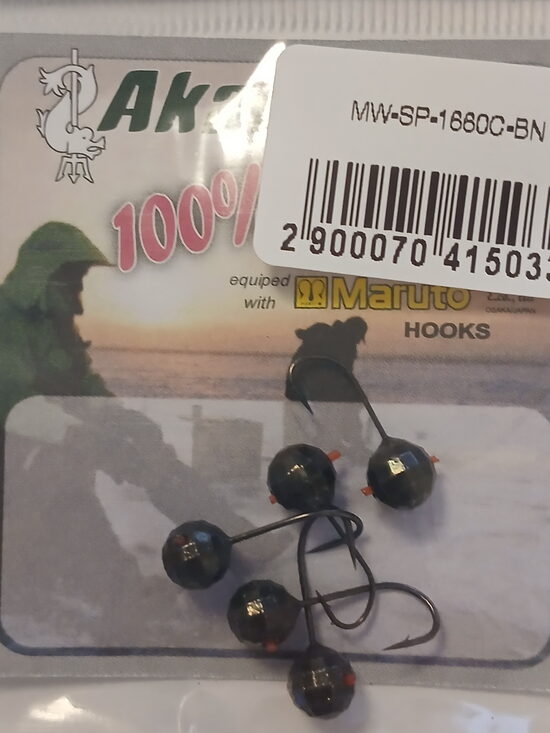 Aka
MW-SP-1660C-BN
100%
2 900070 41503
equiped
with
Maruto
HOOKS